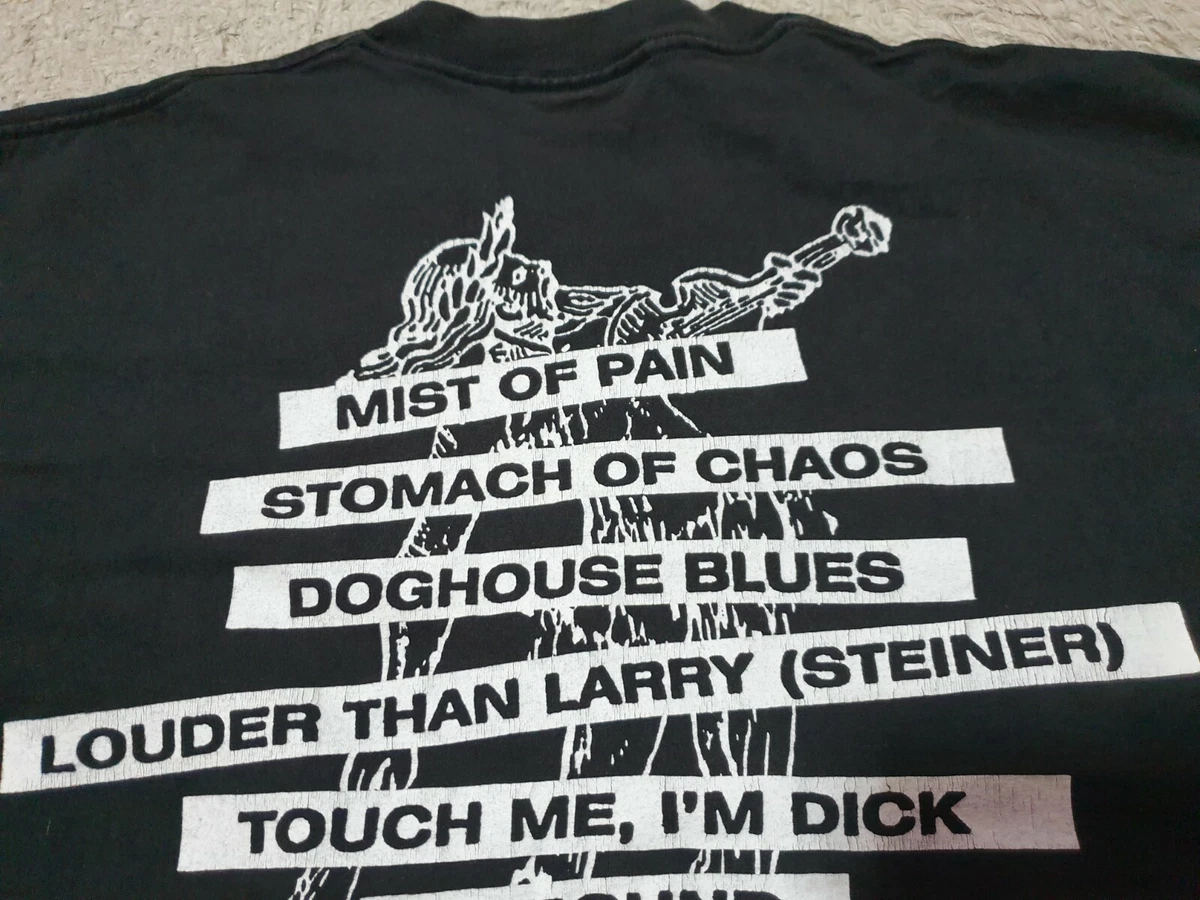 MIST OF PAIN
STOMACH OF CHAOS
DOGHOUSE BLUES
LOUDER THAN LARRY (STEINER)
TOUCH ME, I'M DICK